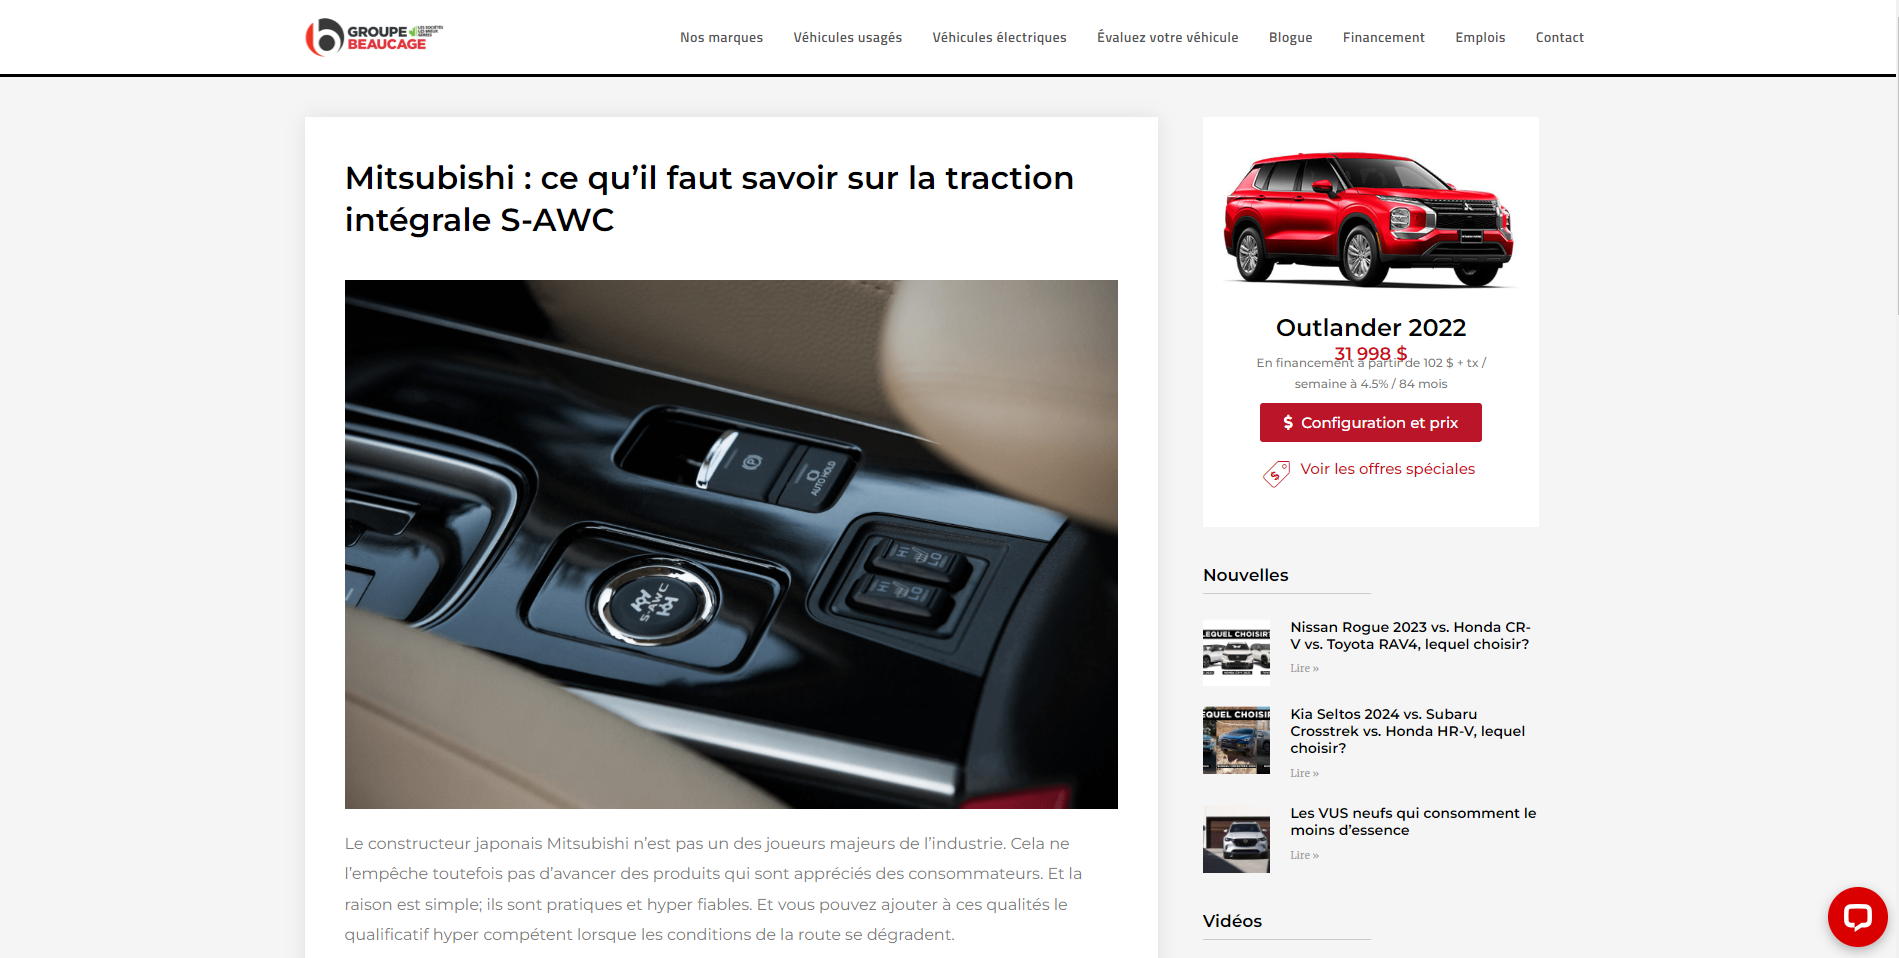 GROUPE
BEAUCAGE
Nos marques
Véhicules usagés
Véhicules électriques
Évaluez votre véhicule
Blogue
Financement
Emplois
Contact
Mitsubishi : ce qu’il faut savoir sur la traction
intégrale S-AWC
AUTO HOLD
HI LO
HI LO
S-AWC
Le constructeur japonais Mitsubishi n’est pas un des joueurs majeurs de l’industrie. Cela ne
l’empêche toutefois pas d’avancer des produits qui sont appréciés des consommateurs. Et la
raison est simple; ils sont pratiques et hyper fiables. Et vous pouvez ajouter à ces qualités le
qualificatif hyper compétent lorsque les conditions de la route se dégradent.
Outlander 2022
31 998 $
En financement à partir de 102 $ + tx /
semaine à 4.5% / 84 mois
$ Configuration et prix
Voir les offres spéciales
Nouvelles
LEQUEL CHOISIR?
Nissan Rogue 2023 vs. Honda CR-
V vs. Toyota RAV4, lequel choisir?
Lire »
EQUEL CHOISIR
Kia Seltos 2024 vs. Subaru
Crosstrek vs. Honda HR-V, lequel
choisir?
Lire »
Les VUS neufs qui consomment le
moins d’essence
Lire »
Vidéos